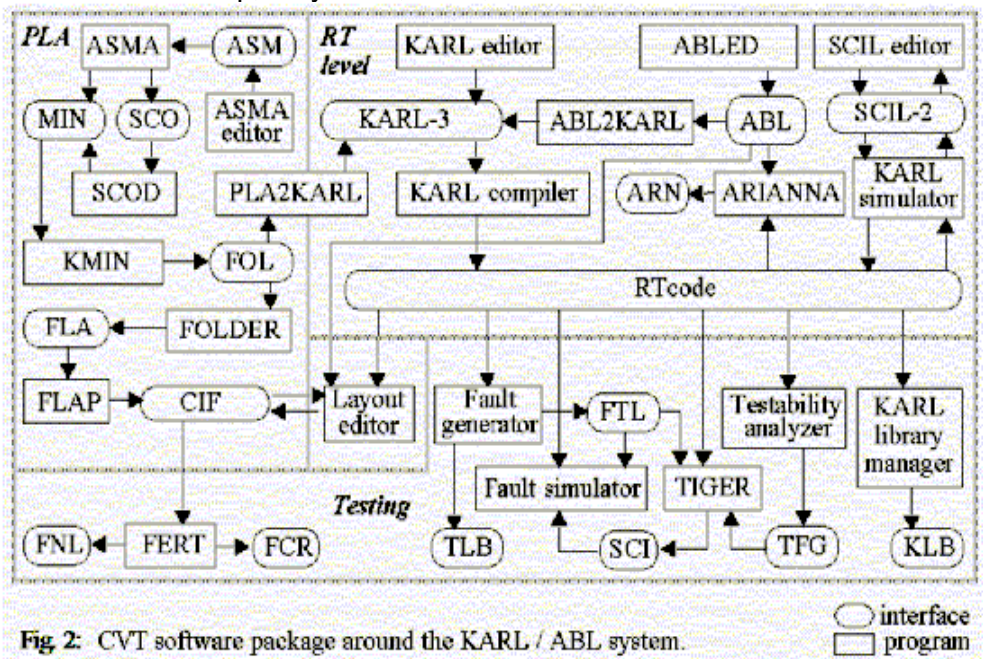 PLA
ASMA
ASM
RT
level
KARL editor
ABLED
SCIL editor
MIN
SCO
ASMA
editor
KARL-3
ABL2KARL
ABL
SCIL-2
SCOD
PLA2KARL
KARL compiler
ARN
ARIANNA
KARL
simulator
KMIN
FOL
RTcode
FLA
FOLDER
FLAP
CIF
Layout
editor
Fault
generator
FTL
Testability
analyzer
KARL
library
manager
Testing
Fault simulator
TIGER
FNL
FERT
FCR
TLB
SCI
TFG
KLB
interface
program
Fig. 2: CVT software package around the KARL / ABL system.